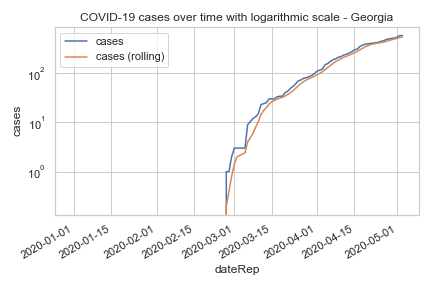 COVID-19 cases over time with logarithmic scale - Georgia
cases
cases (rolling)
10²
10¹
10⁰
cases
2020-01-01
2020-01-15
2020-02-01
2020-02-15
2020-03-01
2020-03-15
2020-04-01
2020-04-15
2020-05-01
dateRep